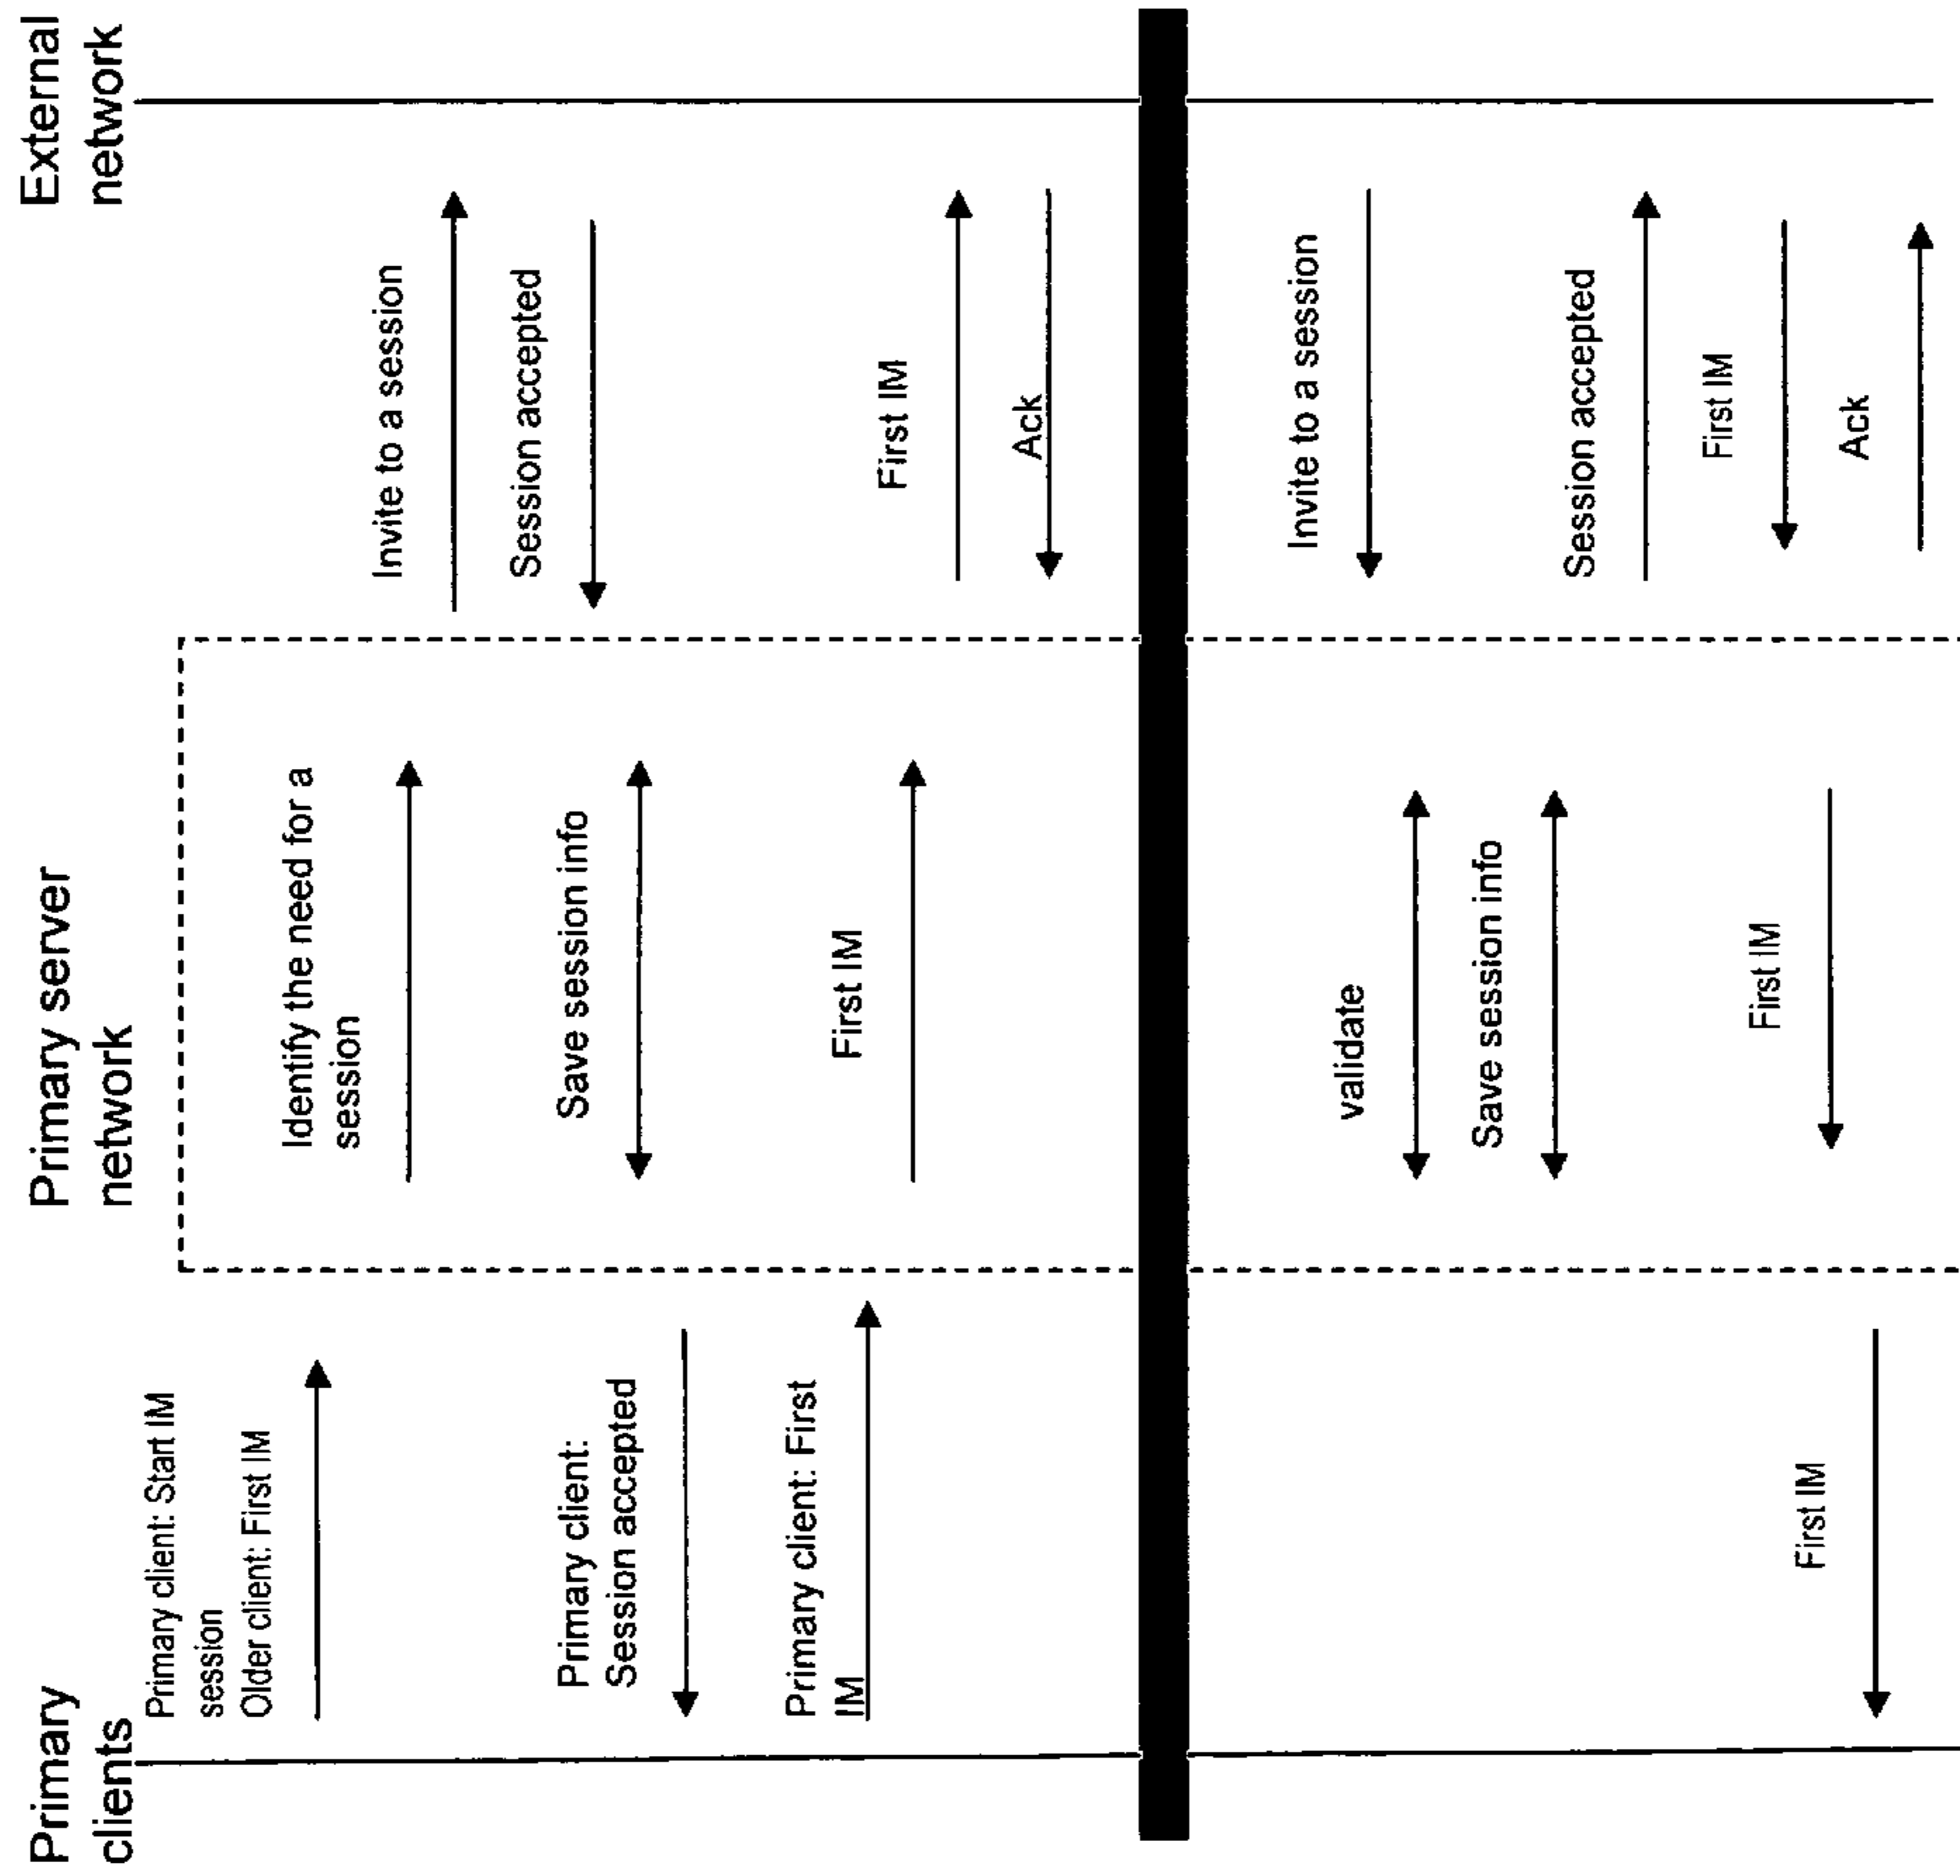 Primary
clients
Primary server
network
External
network
Primary client: Start IM
session
Older client: First IM
Identify the need for a
session
Invite to a session
Session accepted
Save session info
Primary client:
Session accepted
Primary client: First
IM
First IM
First IM
Ack
Invite to a session
validate
Save session info
Session accepted
First IM
First IM
First IM
Ack